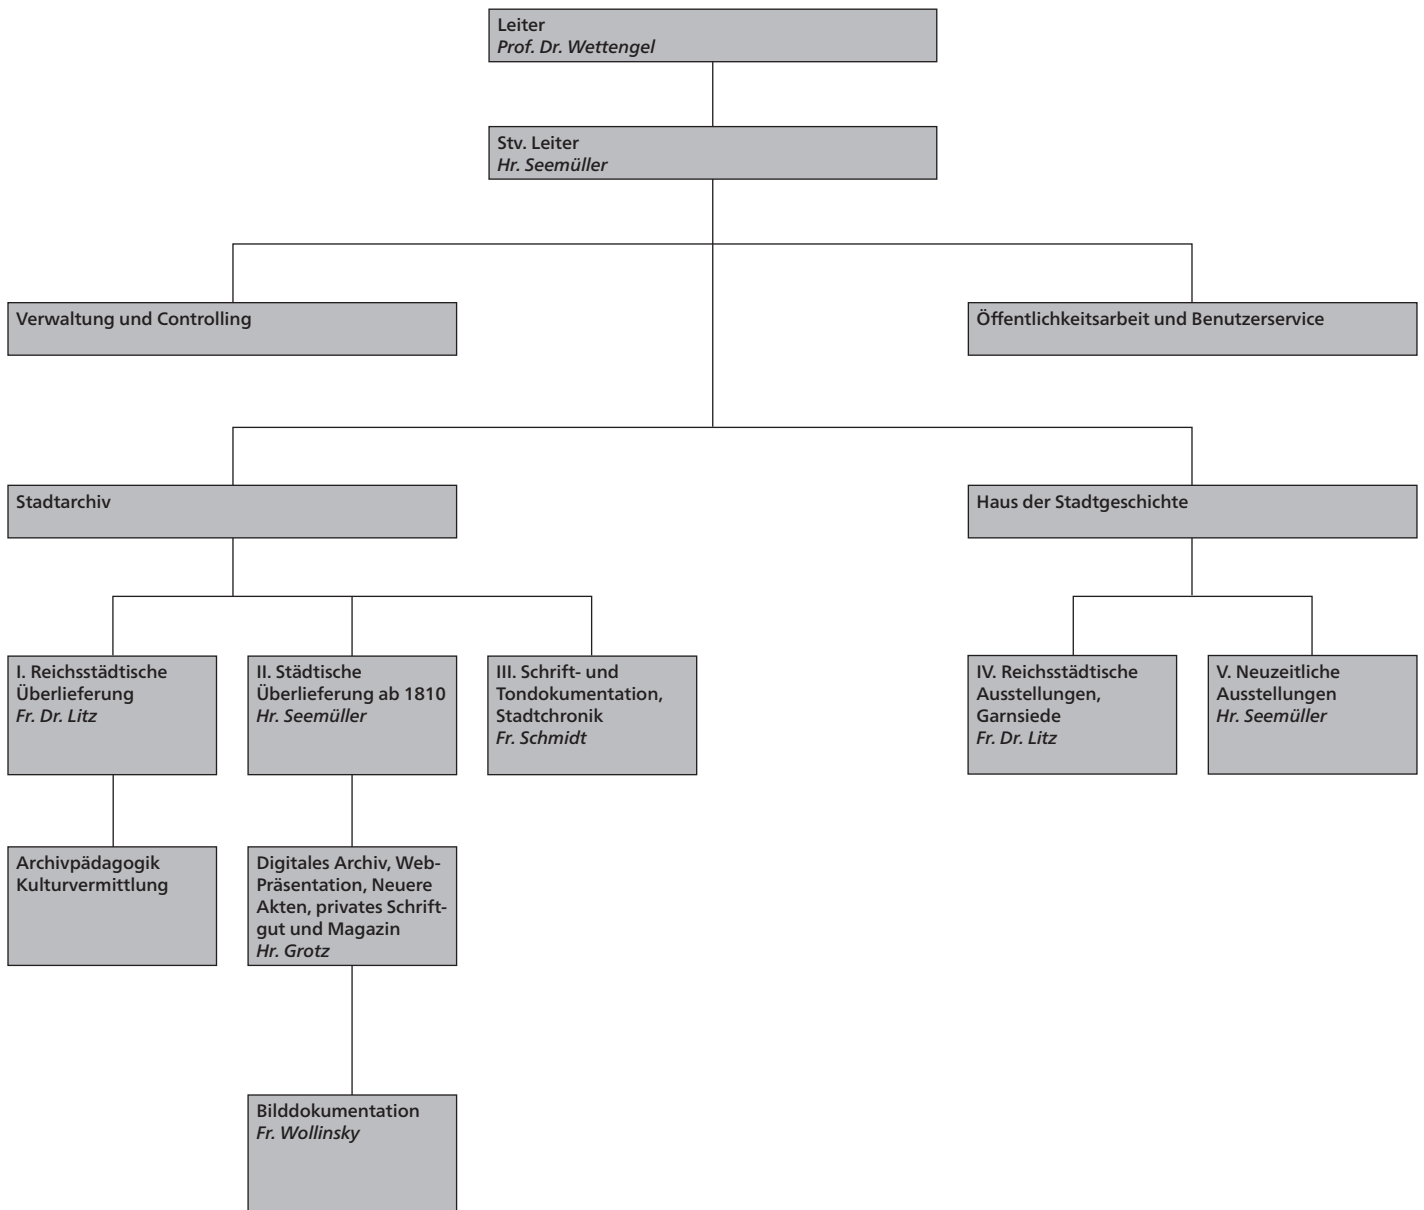 Leiter
Prof. Dr. Wettengel
Stv. Leiter
Hr. Seemüller
Verwaltung und Controlling
Öffentlichkeitsarbeit und Benutzerservice
Stadtarchiv
Haus der Stadtgeschichte
I. Reichsstädtische
Überlieferung
Fr. Dr. Litz
II. Städtische
Überlieferung ab 1810
Hr. Seemüller
III. Schrift- und
Tondokumentation,
Stadtchronik
Fr. Schmidt
IV. Reichsstädtische
Ausstellungen,
Garnsiede
Fr. Dr. Litz
V. Neuzeitliche
Ausstellungen
Hr. Seemüller
Archivpädagogik
Kulturvermittlung
Digitales Archiv, Web-
Präsentation, Neuere
Akten, privates Schrift-
gut und Magazin
Hr. Grotz
Bilddokumentation
Fr. Wollinsky